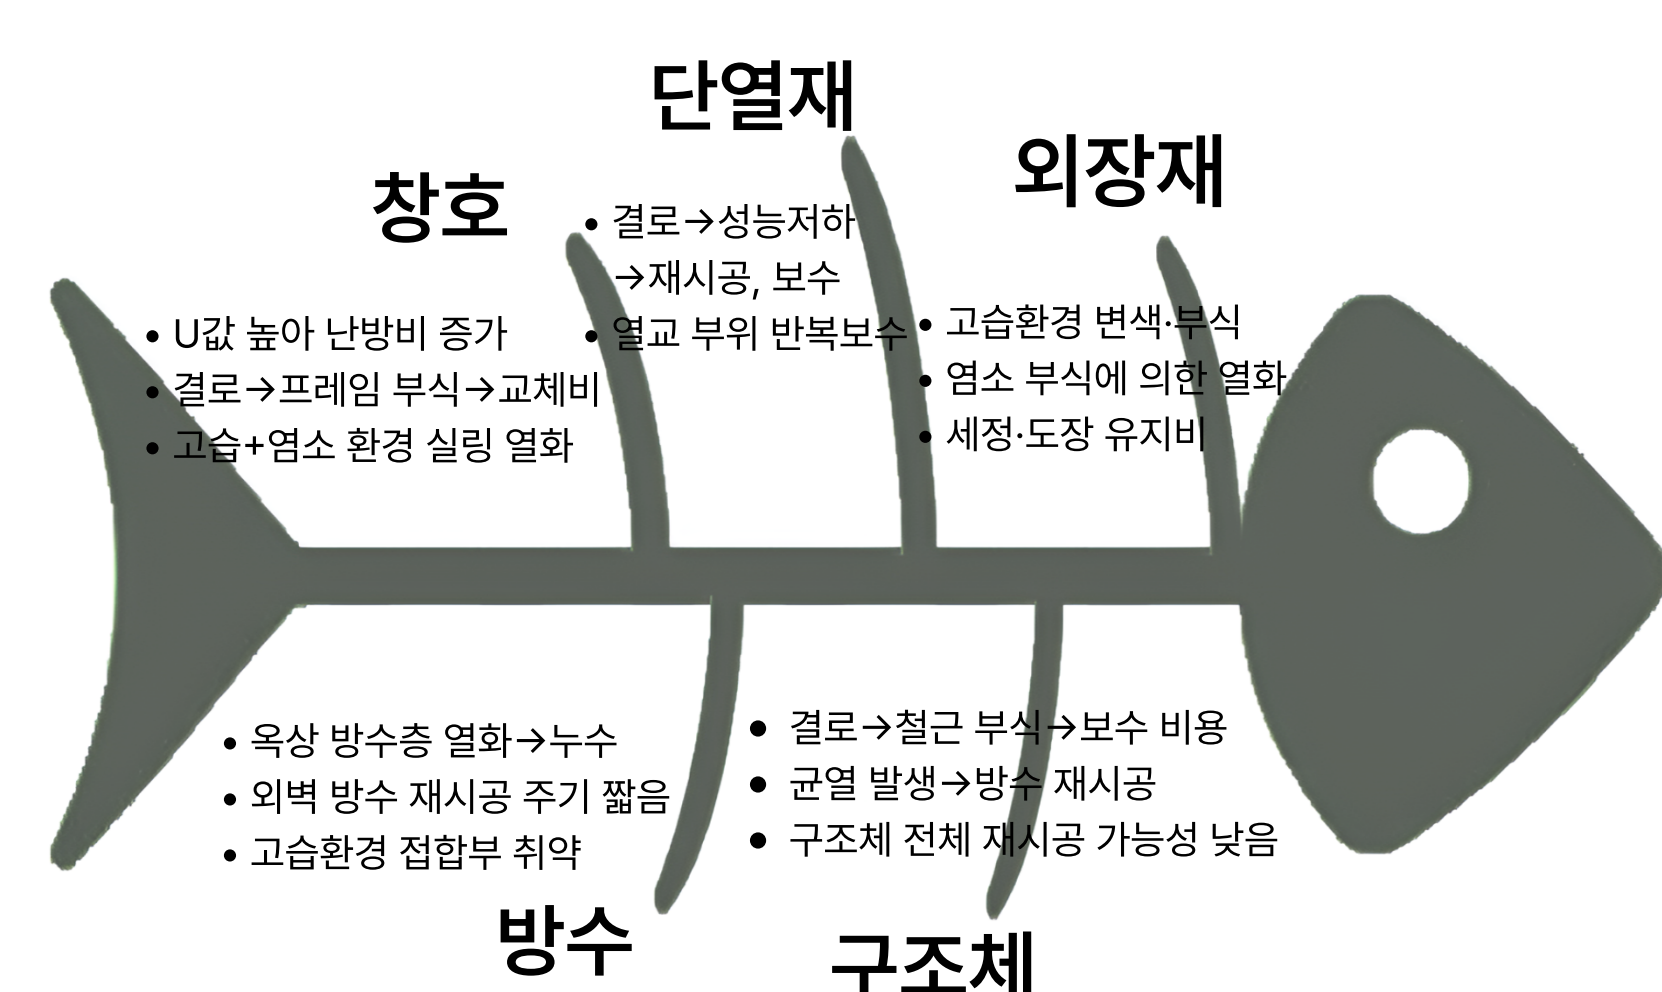 단열재
외장재
창호
• 결로→성능저하
→재시공, 보수
• 열교 부위 반복보수
• U값 높아 난방비 증가
• 결로→프레임 부식→교체비
• 고습+염소 환경 실링 열화
• 고습환경 변색·부식
• 염소 부식에 의한 열화
• 세정·도장 유지비
• 옥상 방수층 열화→누수
• 외벽 방수 재시공 주기 짧음
• 고습환경 접합부 취약
• 결로→철근 부식→보수 비용
• 균열 발생→방수 재시공
• 구조체 전체 재시공 가능성 낮음
방수
구조체